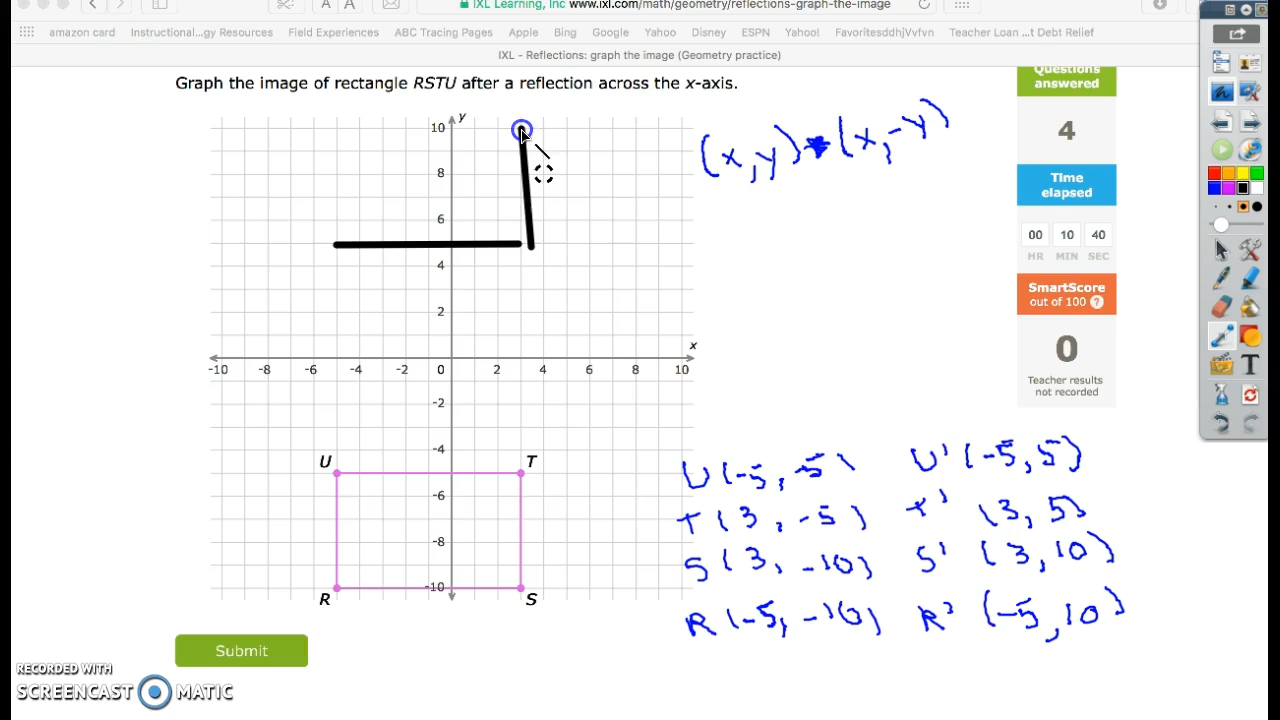 IXL Learning, Inc www.ixl.com/math/geometry/reflections-graph-the-image
amazon card Instructional...gy Resources Field Experiences ABC Tracing Pages Apple Bing Google Yahoo Disney ESPN Yahoo! FavoritesddhjVvfvn Teacher Loan ...t Debt Relief
IXL - Reflections: graph the image (Geometry practice)
Graph the image of rectangle RSTU after a reflection across the x-axis.
y
10
8
6
4
2
x
-10 -8 -6 -4 -2 0 2 4 6 8 10
-2
-4
-6
-8
-10
U T
R S
(x,y) (x,-y)
U(-5, -5) U' (-5, 5)
T(3, -5) t' (3, 5)
S(3, -10) S' (3, 10)
R(-5, -10) R' (-5, 10)
Questions
answered
4
Time
elapsed
00 10 40
HR MIN SEC
SmartScore
out of 100 ?
0
Teacher results
not recorded
T
Submit
RECORDED WITH
SCREENCAST MATIC